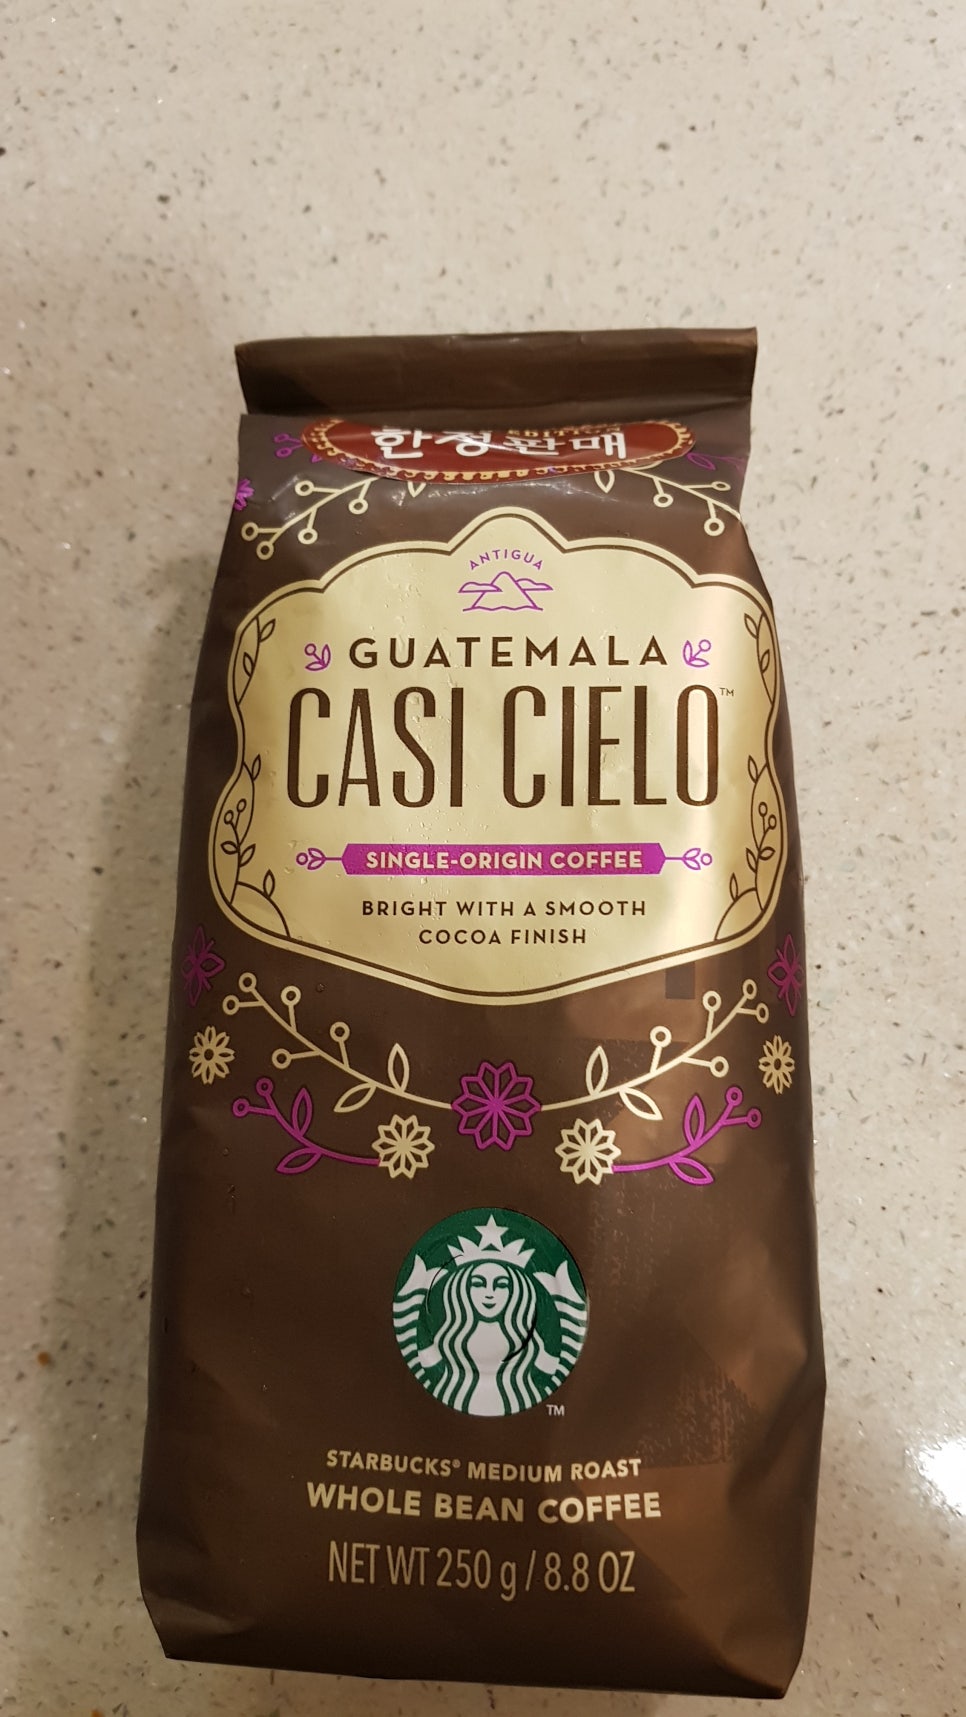 한정판매
ANTIGUA
GUATEMALA
CASI CIELO™
SINGLE-ORIGIN COFFEE
BRIGHT WITH A SMOOTH
COCOA FINISH
TM
STARBUCKS® MEDIUM ROAST
WHOLE BEAN COFFEE
NET WT 250 g / 8.8 OZ